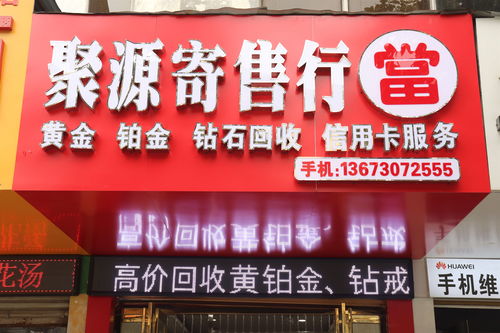 聚源寄售行 當
黄金 铂金 钻石回收 信用卡服务
手机:13673072555
高价回收黄铂金、钻戒
花汤
HUAWEI
手机维